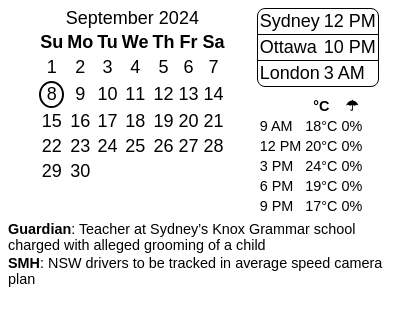 September 2024
Su Mo Tu We Th Fr Sa
1 2 3 4 5 6 7
8 9 10 11 12 13 14
15 16 17 18 19 20 21
22 23 24 25 26 27 28
29 30
Sydney 12 PM
Ottawa 10 PM
London 3 AM
°C ☂
9 AM 18°C 0%
12 PM 20°C 0%
3 PM 24°C 0%
6 PM 19°C 0%
9 PM 17°C 0%
Guardian: Teacher at Sydney's Knox Grammar school
charged with alleged grooming of a child
SMH: NSW drivers to be tracked in average speed camera
plan